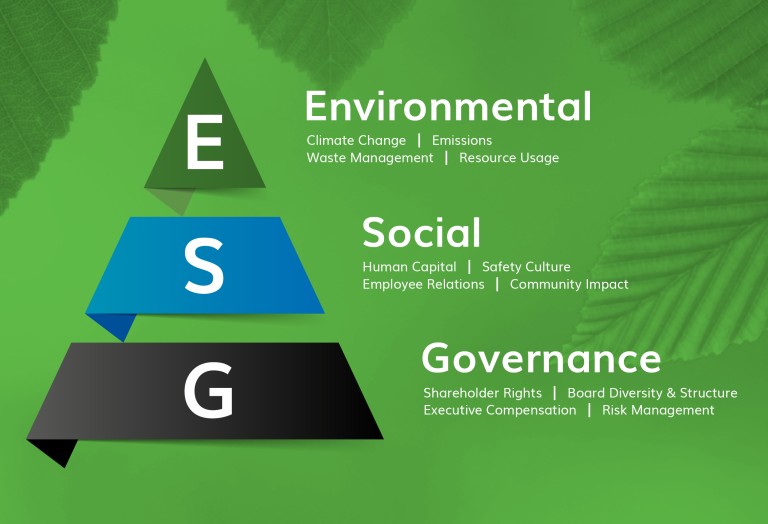 E
Environmental
Climate Change | Emissions
Waste Management | Resource Usage
S
Social
Human Capital | Safety Culture
Employee Relations | Community Impact
G
Governance
Shareholder Rights | Board Diversity & Structure
Executive Compensation | Risk Management